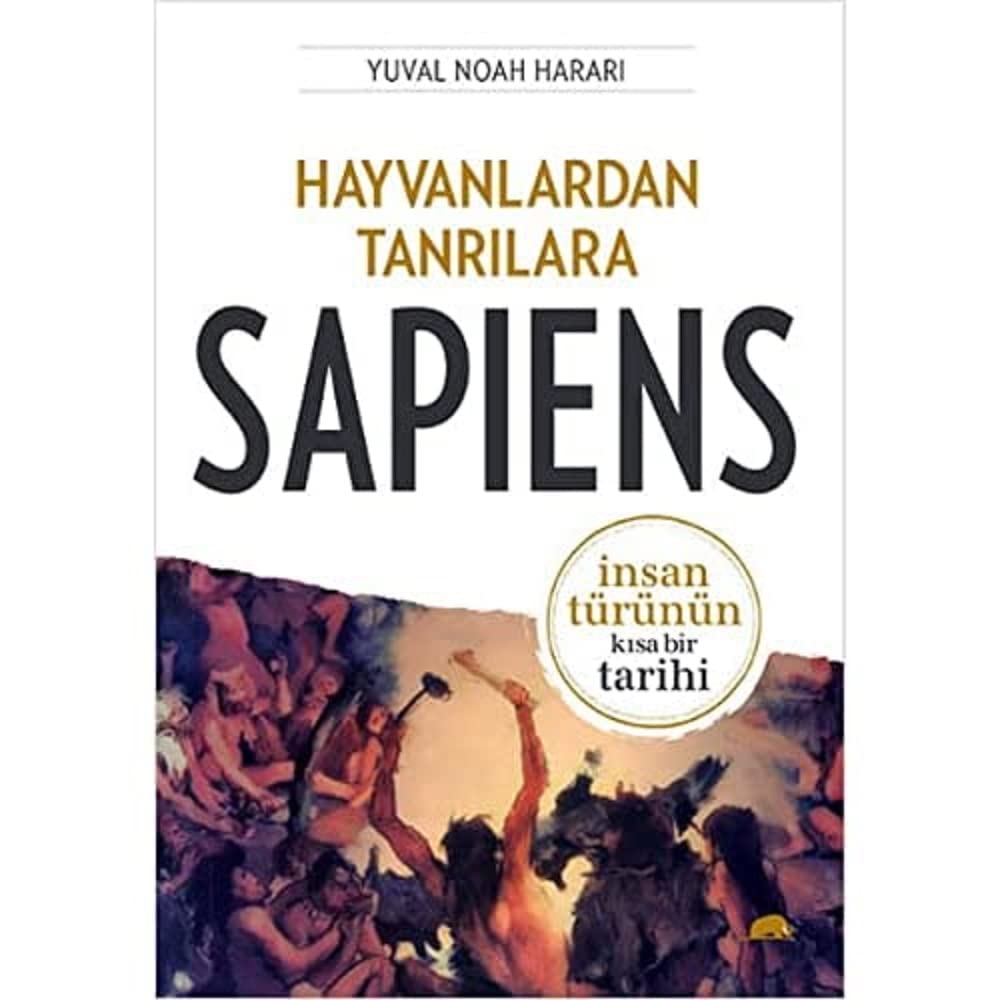 YUVAL NOAH HARARI
HAYVANLARDAN
TANRILARA
SAPIENS
insan
türünün
kısa bir
tarihi